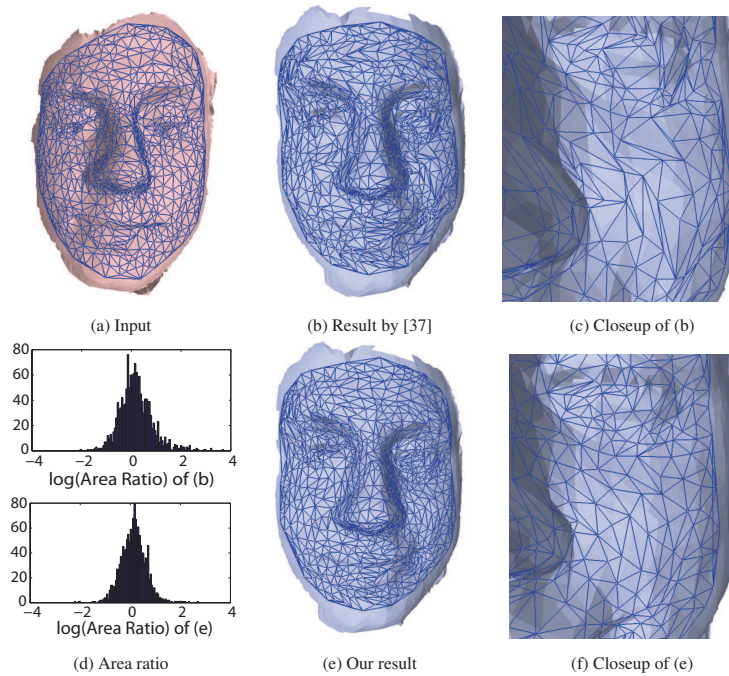 (a) Input
(b) Result by [37]
(c) Closeup of (b)
80
60
40
20
0
−4 −2 0 2 4
log(Area Ratio) of (b)
80
60
40
20
0
−4 −2 0 2 4
log(Area Ratio) of (e)
(d) Area ratio
(e) Our result
(f) Closeup of (e)